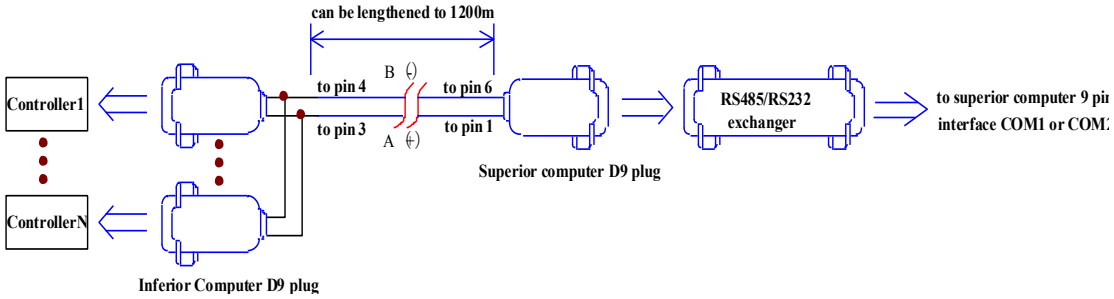 can be lengthened to 1200m
B (-)
to pin 4
to pin 6
Controller1
RS485/RS232
exchanger
to superior computer 9 pin
interface COM1 or COM2
to pin 3
to pin 1
A (+)
Superior computer D9 plug
ControllerN
Inferior Computer D9 plug